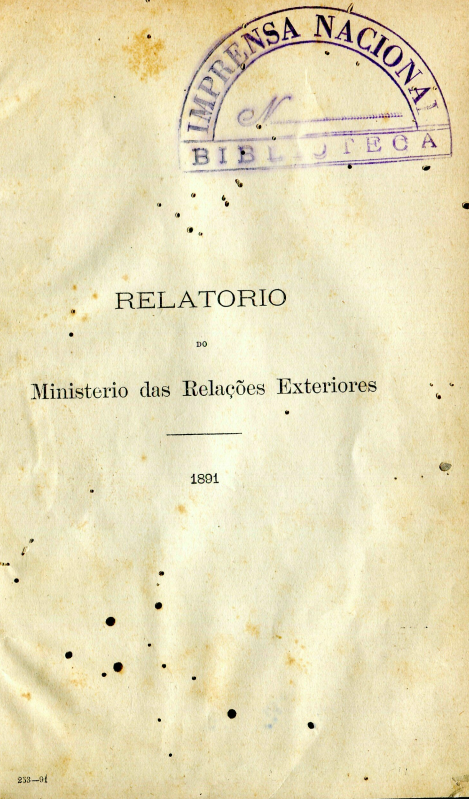 IMPRENSA NACIONAL
N
BIBLIOTECA
RELATORIO
DO
Ministerio das Relações Exteriores
1891
253—91